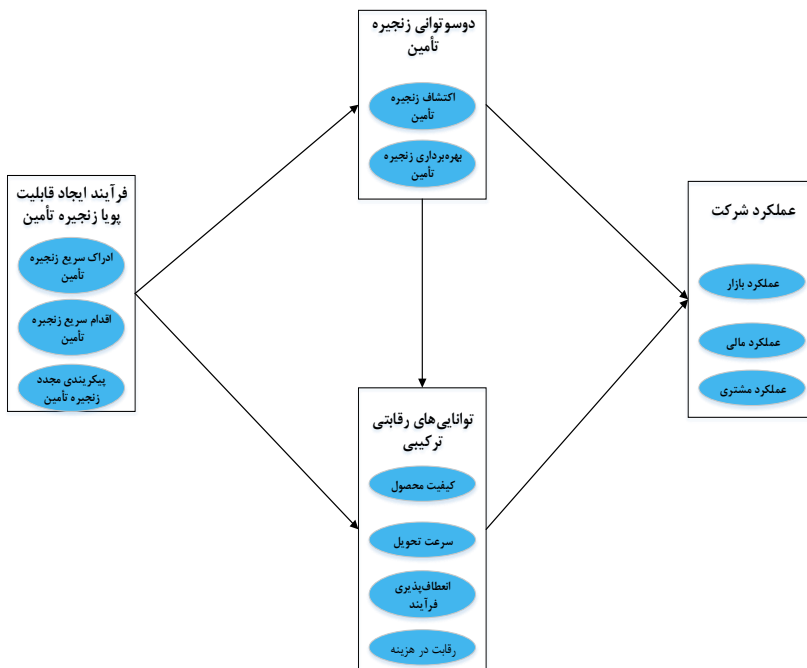 دوسوتوانی زنجیره
تأمین
اکتشاف زنجیره
تأمین
بهره‌برداری زنجیره
تأمین
فرآیند ایجاد قابلیت
پویا زنجیره تأمین
ادراک سریع زنجیره
تأمین
اقدام سریع زنجیره
تأمین
پیکربندی مجدد
زنجیره تأمین
عملکرد شرکت
عملکرد بازار
عملکرد مالی
عملکرد مشتری
توانایی‌های رقابتی
ترکیبی
کیفیت محصول
سرعت تحویل
انعطاف‌پذیری
فرآیند
رقابت در هزینه